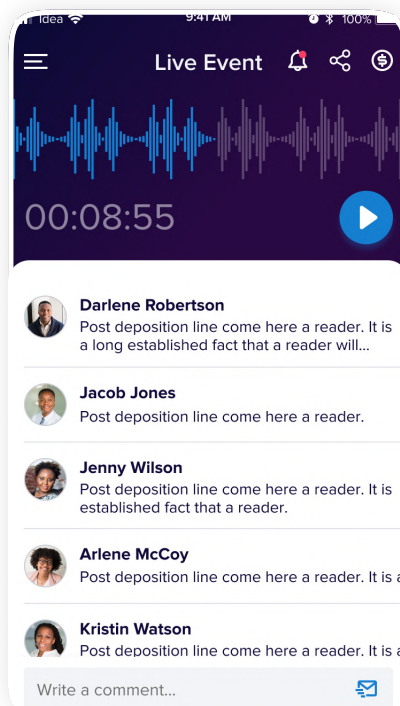 Idea 9:41 AM 100%
Live Event
00:08:55
Darlene Robertson
Post deposition line come here a reader. It is
a long established fact that a reader will...
Jacob Jones
Post deposition line come here a reader.
Jenny Wilson
Post deposition line come here a reader. It is
established fact that a reader.
Arlene McCoy
Post deposition line come here a reader. It is a
Kristin Watson
Post deposition line come here a reader. It is a
Write a comment...